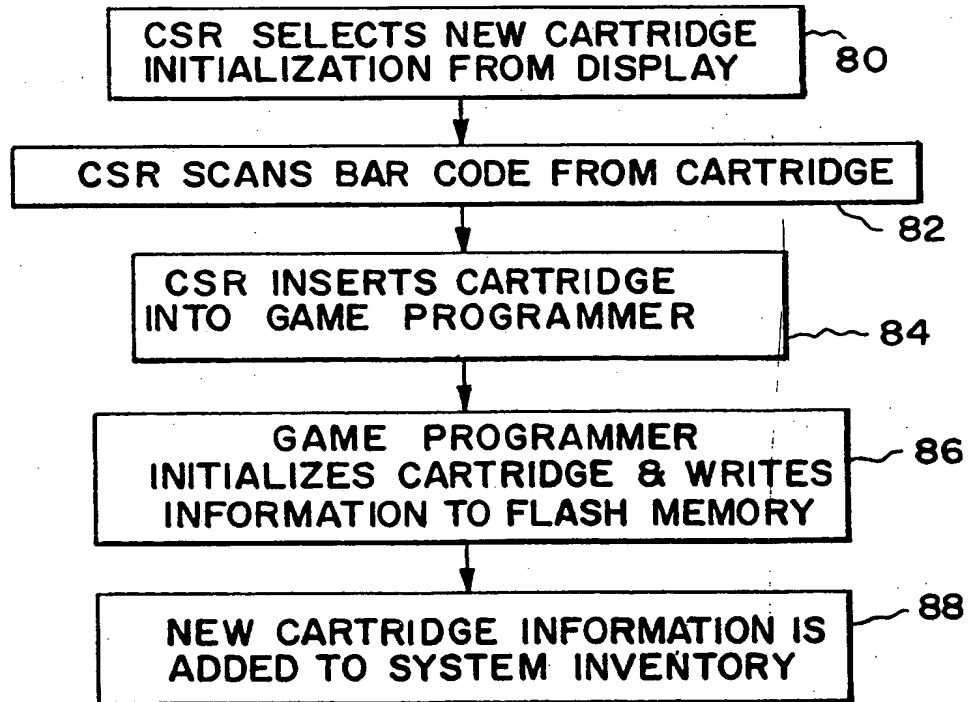 CSR SELECTS NEW CARTRIDGE
INITIALIZATION FROM DISPLAY
80
CSR SCANS BAR CODE FROM CARTRIDGE
82
CSR INSERTS CARTRIDGE
INTO GAME PROGRAMMER
84
GAME PROGRAMMER
INITIALIZES CARTRIDGE & WRITES
INFORMATION TO FLASH MEMORY
86
NEW CARTRIDGE INFORMATION IS
ADDED TO SYSTEM INVENTORY
88